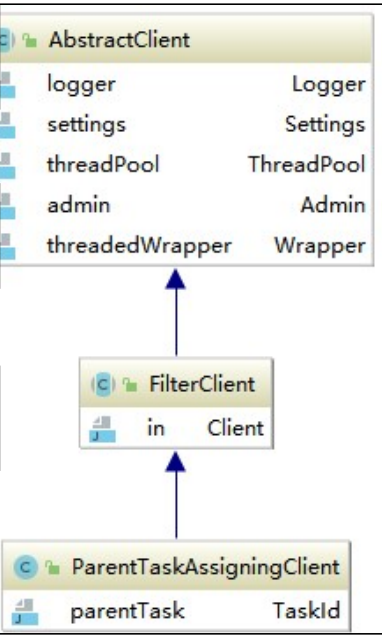 AbstractClient
logger Logger
settings Settings
threadPool ThreadPool
admin Admin
threadedWrapper Wrapper
C FilterClient
in Client
C ParentTaskAssigningClient
parentTask TaskId